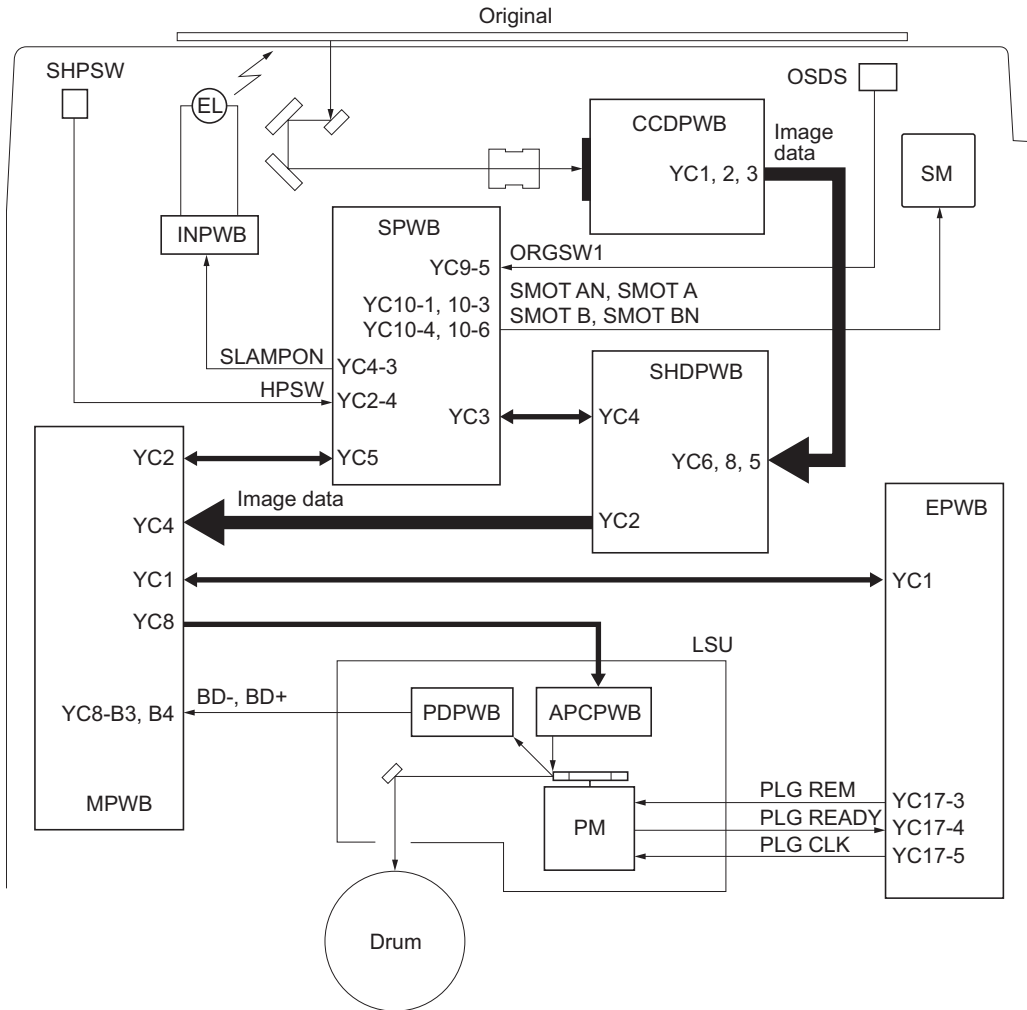 Original
SHPSW
OSDS
EL
CCDPWB
Image
data
YC1, 2, 3
SM
INPWB
SPWB
YC9-5
ORGSW1
YC10-1, 10-3
SMOT AN, SMOT A
YC10-4, 10-6
SMOT B, SMOT BN
SLAMPON
YC4-3
HPSW
YC2-4
SHDPWB
YC3
YC4
YC2
YC5
YC6, 8, 5
Image data
YC4
YC2
EPWB
YC1
YC1
YC8
LSU
BD-, BD+
YC8-B3, B4
PDPWB
APCPWB
MPWB
PM
PLG REM
YC17-3
PLG READY
YC17-4
PLG CLK
YC17-5
Drum